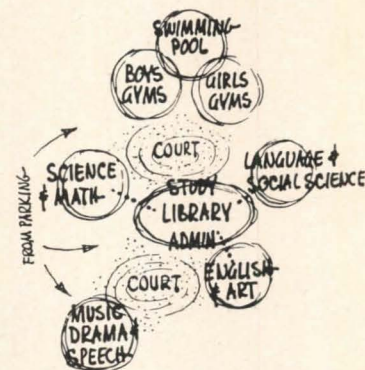 SWIMMING
POOL
BOYS
GYMS
GIRLS
GYMS
COURT
SCIENCE
& MATH
LANGUAGE &
SOCIAL SCIENCE
STUDY
LIBRARY
ADMIN
FROM PARKING
COURT
ENGLISH
& ART
MUSIC
DRAMA &
SPEECH